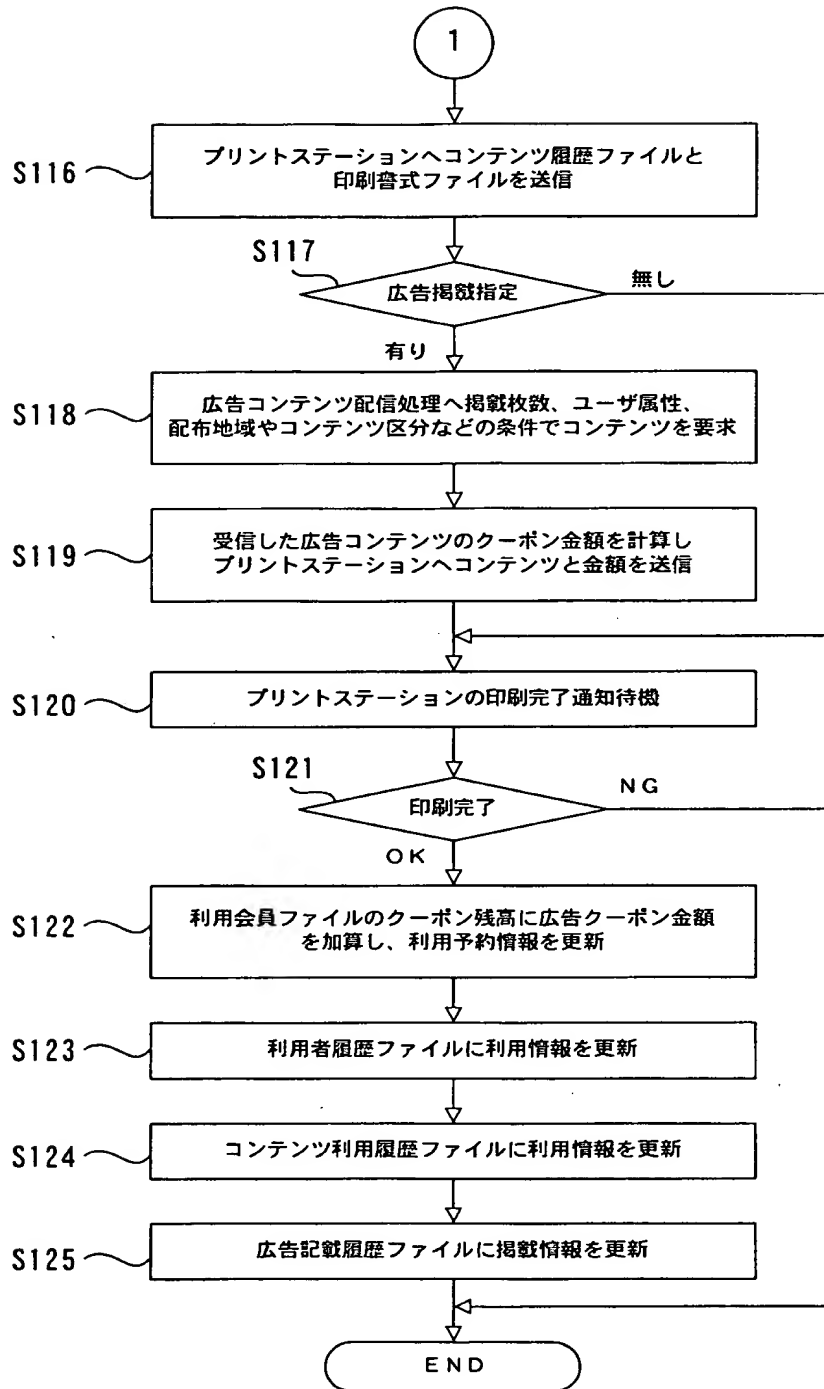 1
S116
プリントステーションへコンテンツ履歴ファイルと
印刷書式ファイルを送信
S117
広告掲載指定
無し
有り
S118
広告コンテンツ配信処理へ掲載枚数、ユーザ属性、
配布地域やコンテンツ区分などの条件でコンテンツを要求
S119
受信した広告コンテンツのクーポン金額を計算し
プリントステーションへコンテンツと金額を送信
S120
プリントステーションの印刷完了通知待機
S121
印刷完了
NG
OK
S122
利用会員ファイルのクーポン残高に広告クーポン金額
を加算し、利用予約情報を更新
S123
利用者履歴ファイルに利用情報を更新
S124
コンテンツ利用履歴ファイルに利用情報を更新
S125
広告記載履歴ファイルに掲載情報を更新
END